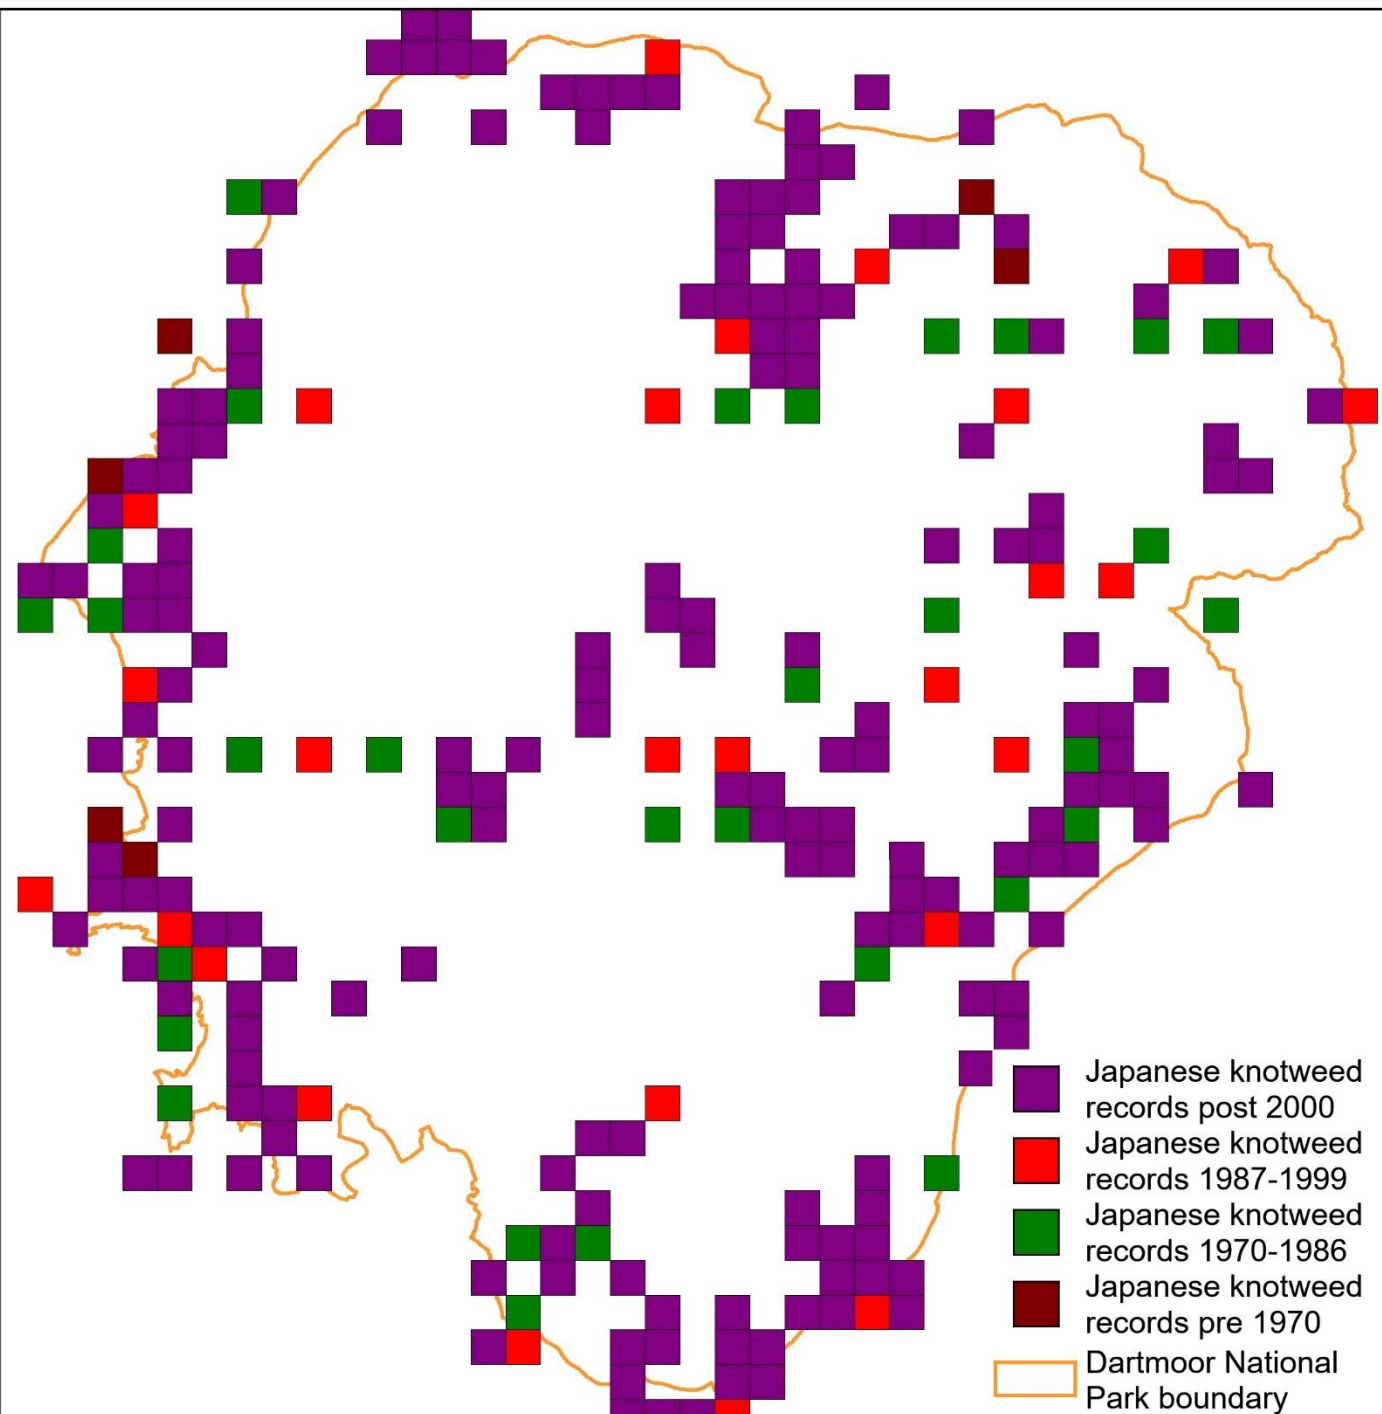 Japanese knotweed
records post 2000
Japanese knotweed
records 1987-1999
Japanese knotweed
records 1970-1986
Japanese knotweed
records pre 1970
Dartmoor National
Park boundary